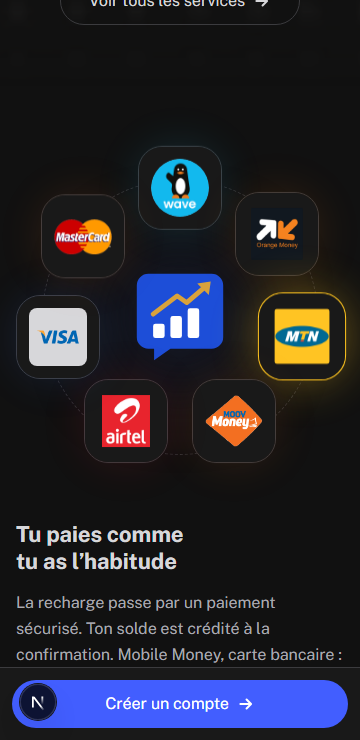 Voir tous les services →
wave
MasterCard
Orange Money
VISA
MTN
airtel
MOOV
Money
Tu paies comme
tu as l’habitude
La recharge passe par un paiement
sécurisé. Ton solde est crédité à la
confirmation. Mobile Money, carte bancaire :
N
Créer un compte →